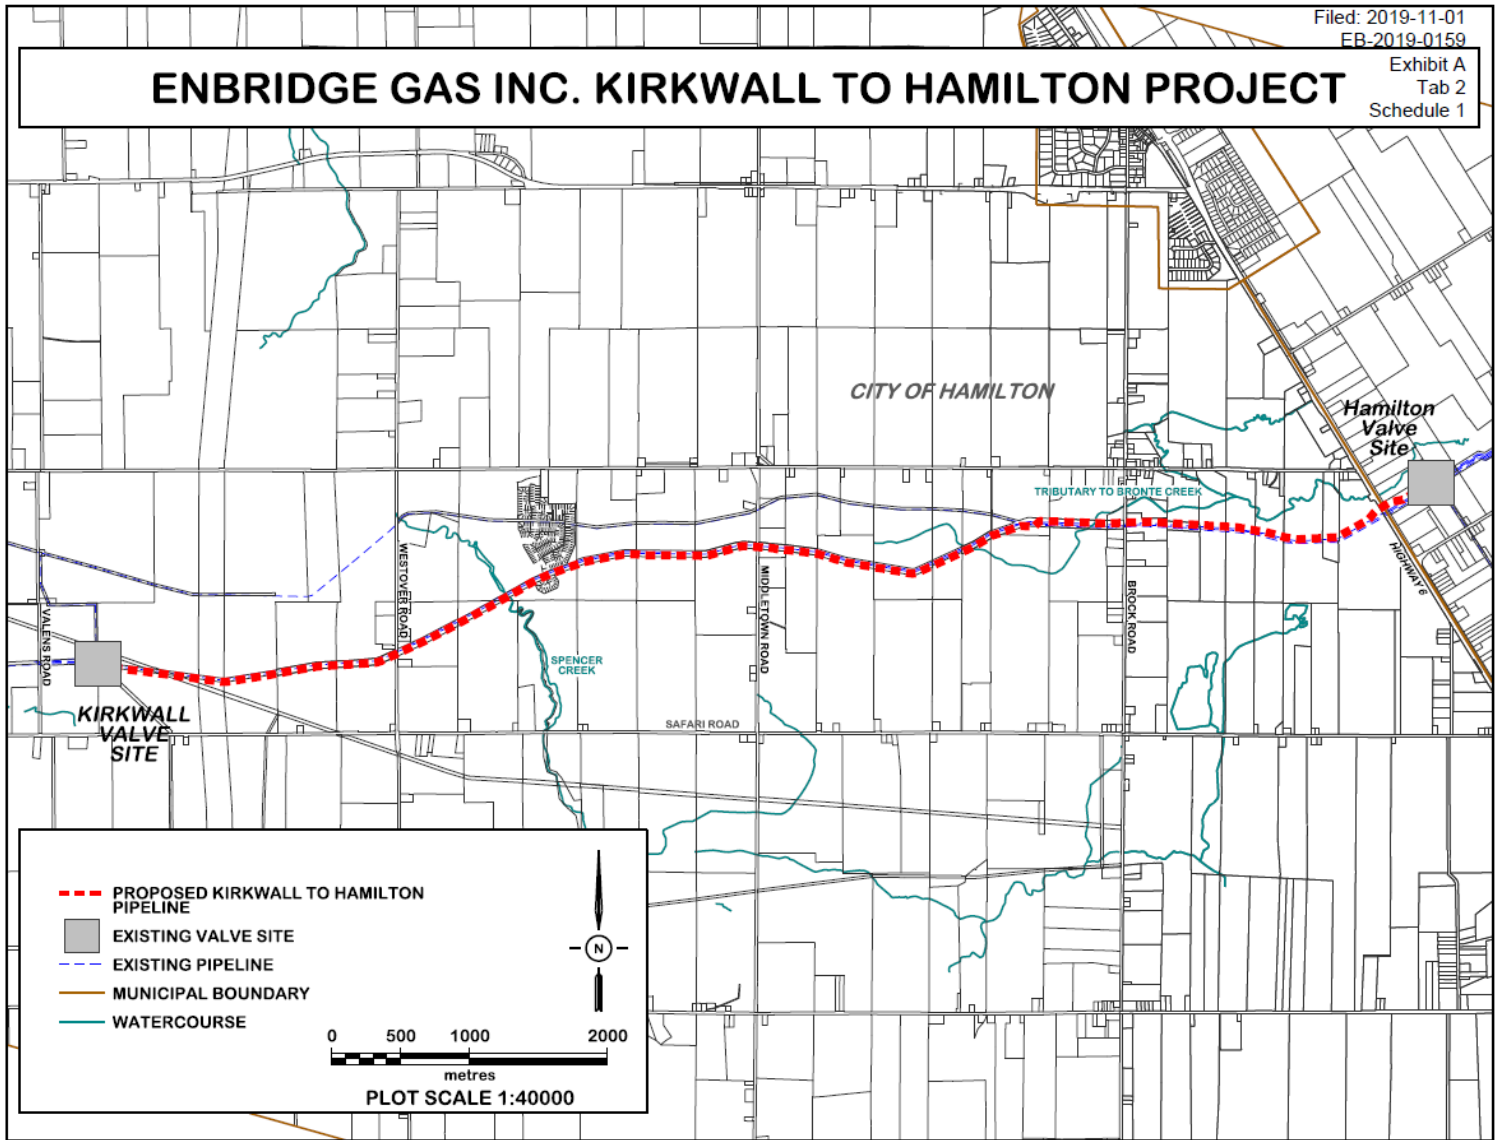 Filed: 2019-11-01
EB-2019-0159
Exhibit A
Tab 2
Schedule 1
ENBRIDGE GAS INC. KIRKWALL TO HAMILTON PROJECT
CITY OF HAMILTON
Hamilton
Valve
Site
TRIBUTARY TO BRONTE CREEK
HIGHWAY 6
WESTOVER ROAD
MIDDLETOWN ROAD
BROCK ROAD
VALENS ROAD
SPENCER
CREEK
KIRKWALL
VALVE
SITE
SAFARI ROAD
PROPOSED KIRKWALL TO HAMILTON
PIPELINE
EXISTING VALVE SITE
EXISTING PIPELINE
MUNICIPAL BOUNDARY
WATERCOURSE
N
0 500 1000 2000
metres
PLOT SCALE 1:40000